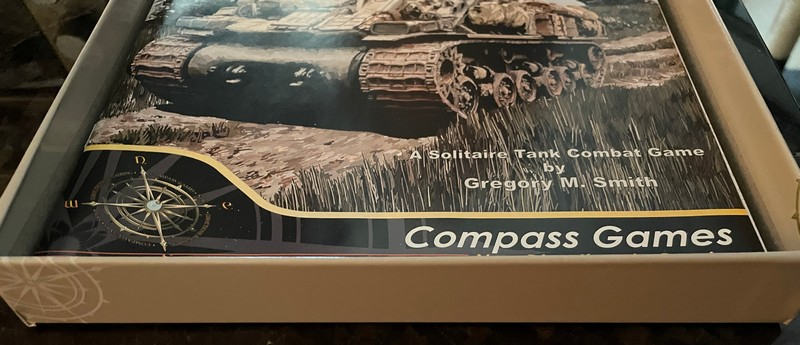 A Solitaire Tank Combat Game
by
Gregory M. Smith
n
w
e
Compass Games